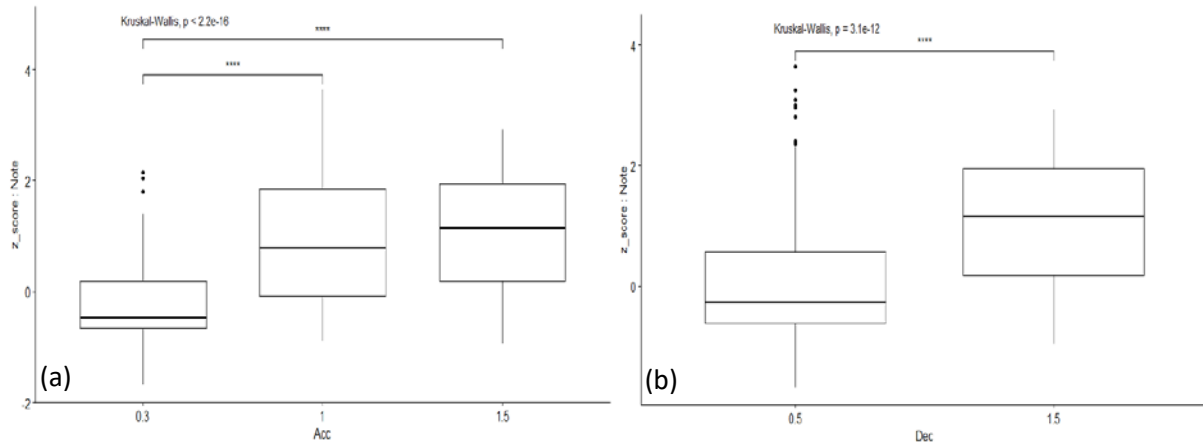 Kruskal-Wallis, p < 2.2e-16
****
****
4
2
0
-2
z_score : Note
(a)
0.3
1
1.5
Acc
Kruskal-Wallis, p = 3.1e-12
****
4
2
0
z_score : Note
(b)
0.5
1.5
Dec